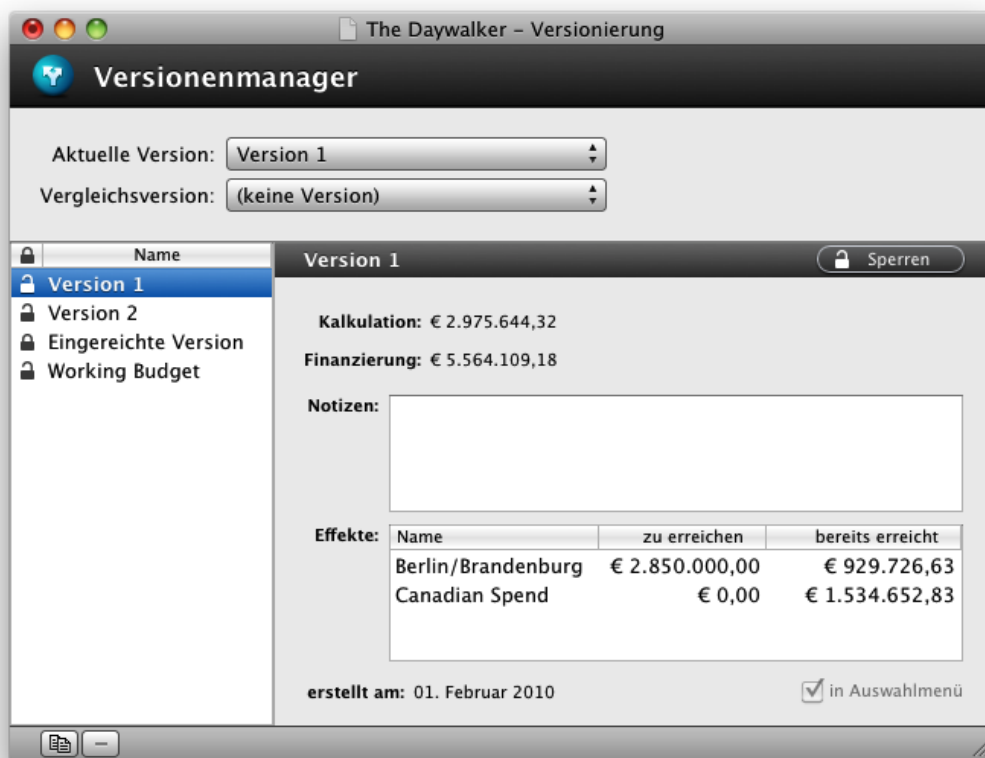 The Daywalker – Versionierung
Versionenmanager
Aktuelle Version: Version 1
Vergleichsversion: (keine Version)
Name
Version 1
Version 2
Eingereichte Version
Working Budget
Version 1 Sperren
Kalkulation: € 2.975.644,32
Finanzierung: € 5.564.109,18
Notizen:
Effekte: Name zu erreichen bereits erreicht
Berlin/Brandenburg € 2.850.000,00 € 929.726,63
Canadian Spend € 0,00 € 1.534.652,83
erstellt am: 01. Februar 2010 in Auswahlmenü